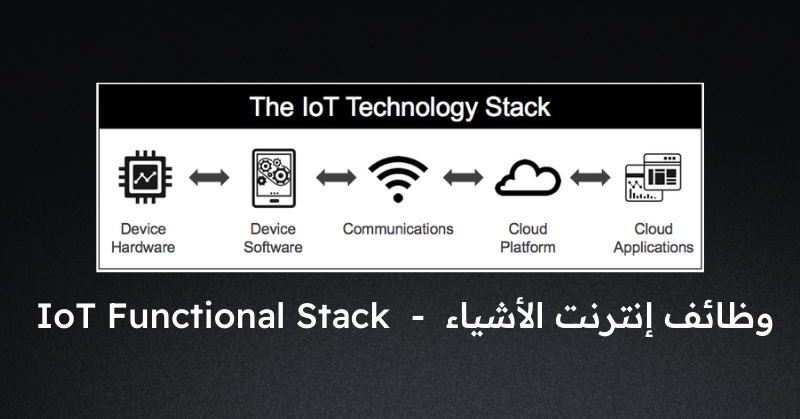 The IoT Technology Stack
Device
Hardware
Device
Software
Communications
Cloud
Platform
Cloud
Applications
IoT Functional Stack - وظائف إنترنت الأشياء